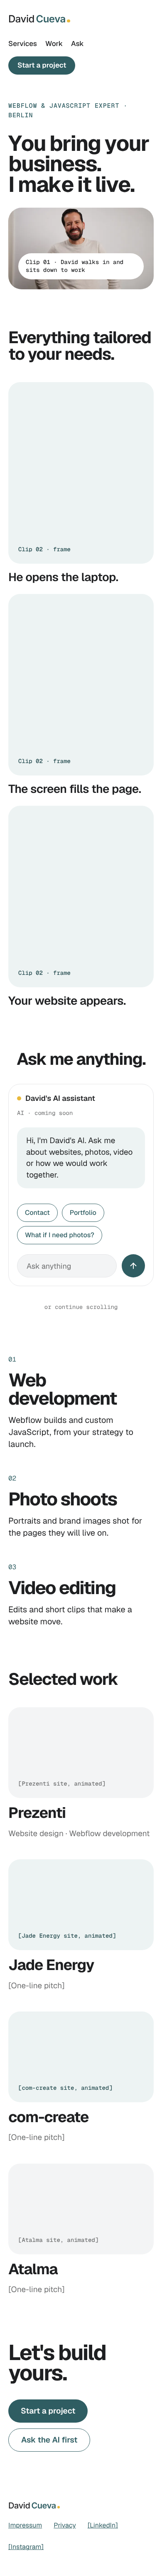 David Cueva
Services Work Ask
Start a project
WEBFLOW & JAVASCRIPT EXPERT ·
BERLIN
You bring your
business.
I make it live.
Clip 01 · David walks in and
sits down to work
Everything tailored
to your needs.
Clip 02 · frame
He opens the laptop.
Clip 02 · frame
The screen fills the page.
Clip 02 · frame
Your website appears.
Ask me anything.
David's AI assistant
AI · coming soon
Hi, I'm David's AI. Ask me
about websites, photos, video
or how we would work
together.
Contact Portfolio
What if I need photos?
Ask anything
or continue scrolling
01
Web
development
Webflow builds and custom
JavaScript, from your strategy to
launch.
02
Photo shoots
Portraits and brand images shot for
the pages they will live on.
03
Video editing
Edits and short clips that make a
website move.
Selected work
[Prezenti site, animated]
Prezenti
Website design · Webflow development
[Jade Energy site, animated]
Jade Energy
[One-line pitch]
[com-create site, animated]
com-create
[One-line pitch]
[Atalma site, animated]
Atalma
[One-line pitch]
Let's build
yours.
Start a project
Ask the AI first
David Cueva
Impressum Privacy [LinkedIn]
[Instagram]